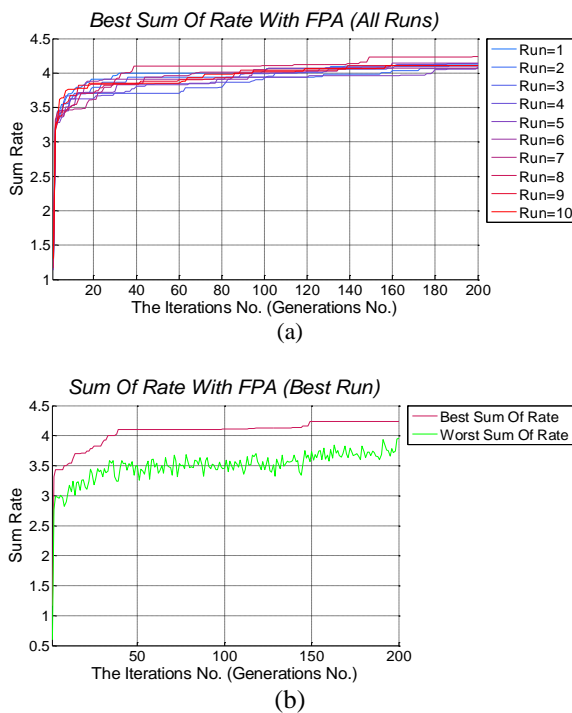 Best Sum Of Rate With FPA (All Runs)
4.5
4
3.5
3
2.5
2
1.5
1
Sum Rate
20 40 60 80 100 120 140 160 180 200
The Iterations No. (Generations No.)
Run=1
Run=2
Run=3
Run=4
Run=5
Run=6
Run=7
Run=8
Run=9
Run=10
(a)
Sum Of Rate With FPA (Best Run)
4.5
4
3.5
3
2.5
2
1.5
1
0.5
Sum Rate
50 100 150 200
The Iterations No. (Generations No.)
Best Sum Of Rate
Worst Sum Of Rate
(b)